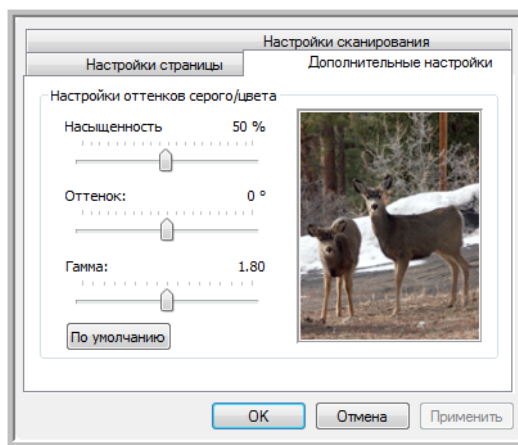 Настройки сканирования
Настройки страницы
Дополнительные настройки
Настройки оттенков серого/цвета
Насыщенность 50 %
Оттенок: 0 °
Гамма: 1.80
По умолчанию
OK Отмена Применить